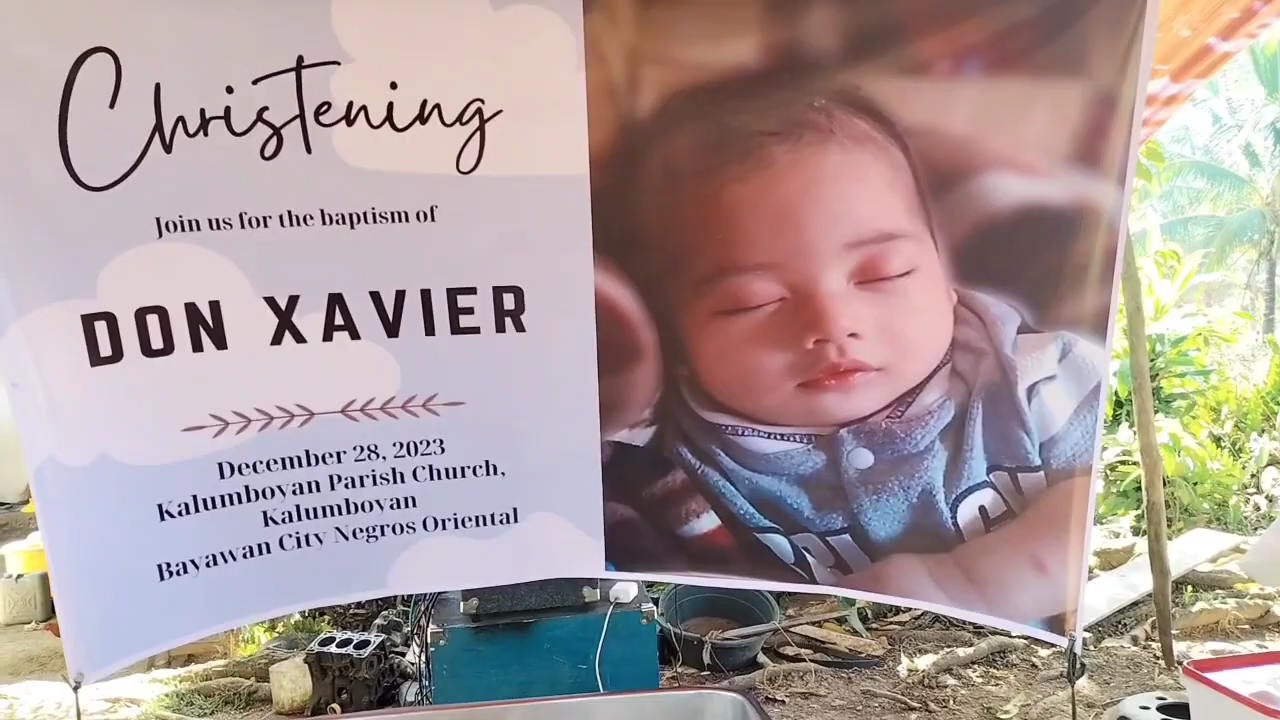 Christening
Join us for the baptism of
DON XAVIER
December 28, 2023
Kalumboyan Parish Church,
Kalumboyan
Bayawan City Negros Oriental